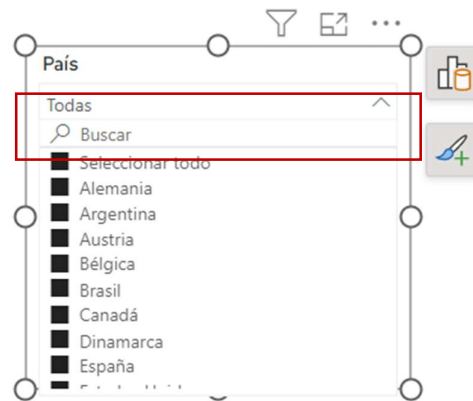 País
Todas
Buscar
Seleccionar todo
Alemania
Argentina
Austria
Bélgica
Brasil
Canadá
Dinamarca
España